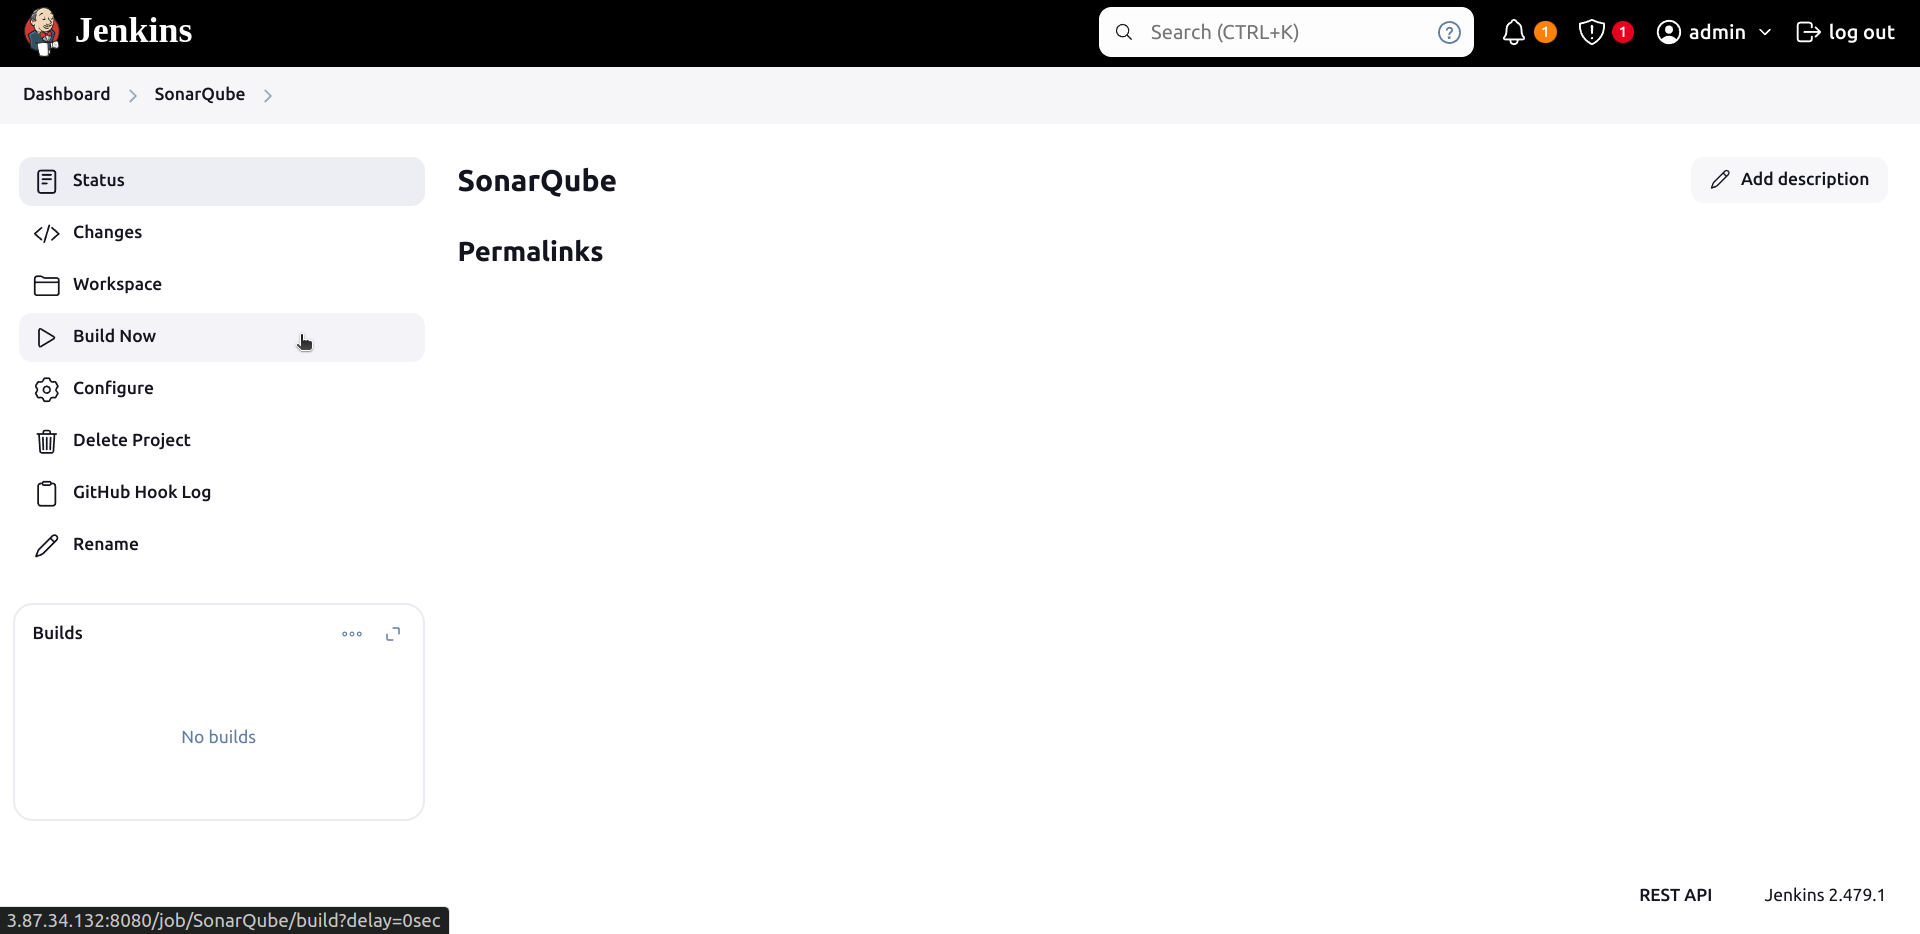 Jenkins
Search (CTRL+K)
1
1
admin
log out
Dashboard
SonarQube
Status
Changes
Workspace
Build Now
Configure
Delete Project
GitHub Hook Log
Rename
SonarQube
Add description
Permalinks
Builds
No builds
REST API
Jenkins 2.479.1
3.87.34.132:8080/job/SonarQube/build?delay=0sec